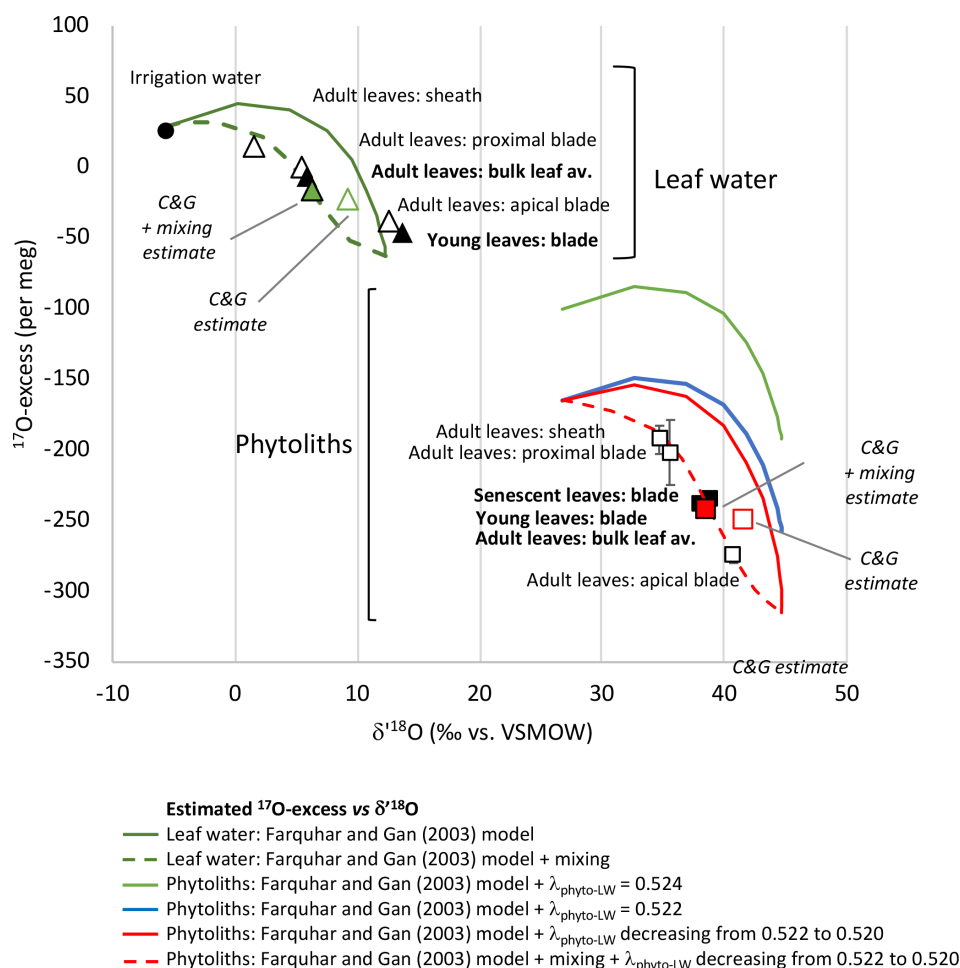 100
50
0
-50
-100
-150
-200
-250
-300
-350
¹⁷O-excess (per meg)
Irrigation water
Adult leaves: sheath
Adult leaves: proximal blade
Adult leaves: bulk leaf av.
Adult leaves: apical blade
Young leaves: blade
Leaf water
C&G
+ mixing
estimate
C&G
estimate
Phytoliths
Adult leaves: sheath
Adult leaves: proximal blade
Senescent leaves: blade
Young leaves: blade
Adult leaves: bulk leaf av.
Adult leaves: apical blade
C&G
+ mixing
estimate
C&G
estimate
C&G estimate
-10
0
10
20
30
40
50
δ'¹⁸O (‰ vs. VSMOW)
Estimated ¹⁷O-excess vs δ'¹⁸O
Leaf water: Farquhar and Gan (2003) model
Leaf water: Farquhar and Gan (2003) model + mixing
Phytoliths: Farquhar and Gan (2003) model + λphyto-LW = 0.524
Phytoliths: Farquhar and Gan (2003) model + λphyto-LW = 0.522
Phytoliths: Farquhar and Gan (2003) model + λphyto-LW decreasing from 0.522 to 0.520
Phytoliths: Farquhar and Gan (2003) model + mixing + λphyto-LW decreasing from 0.522 to 0.520